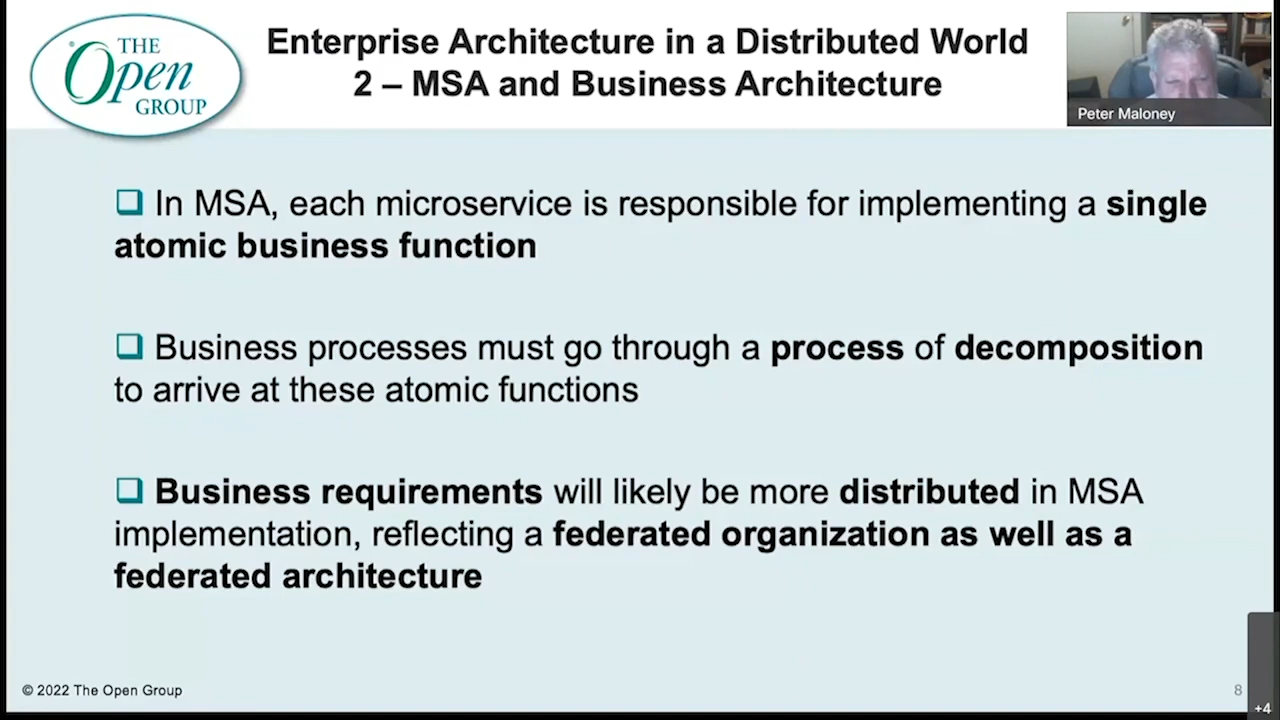 THE
Open
GROUP
Enterprise Architecture in a Distributed World
2 – MSA and Business Architecture
Peter Maloney
In MSA, each microservice is responsible for implementing a single
atomic business function
Business processes must go through a process of decomposition
to arrive at these atomic functions
Business requirements will likely be more distributed in MSA
implementation, reflecting a federated organization as well as a
federated architecture
© 2022 The Open Group
8
+4